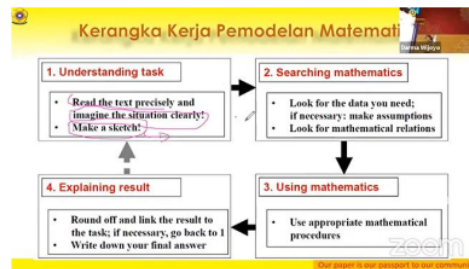 Kerangka Kerja Pemodelan Matemati
Darma Wijaya
1. Understanding task
• Read the text precisely and
imagine the situation clearly!
• Make a sketch!
2. Searching mathematics
• Look for the data you need;
if necessary: make assumptions
• Look for mathematical relations
4. Explaining result
• Round off and link the result to
the task; if necessary, go back to 1
• Write down your final answer
3. Using mathematics
• Use appropriate mathematical
procedures
zoom
Our paper is our passport to our commun